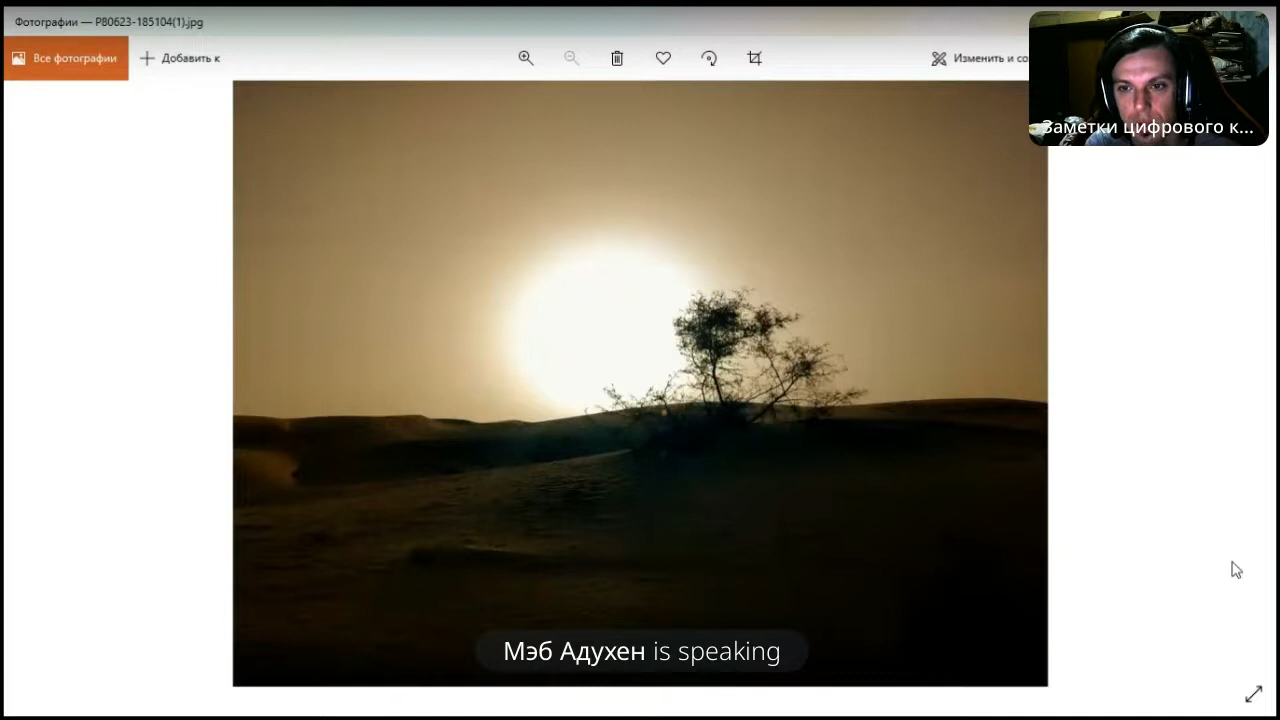 Фотографии — P80623-185104(1).jpg
Все фотографии
Добавить к
Изменить и со
Заметки цифрового к...
Мэб Адухен is speaking